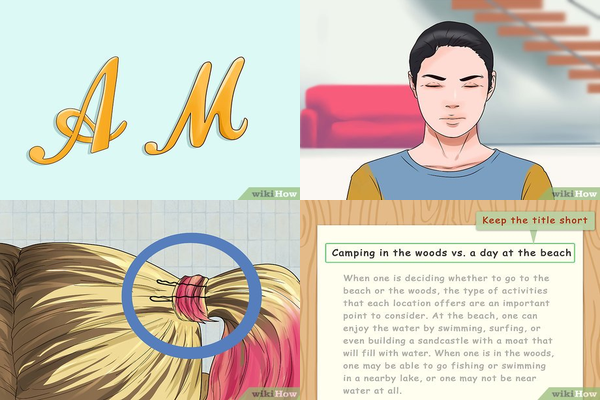 A M
wikiHow
wikiHow
wikiHow
Keep the title short
Camping in the woods vs. a day at the beach
When one is deciding whether to go to the
beach or the woods, the type of activities
that each location offers are an important
point to consider. At the beach, one can
enjoy the water by swimming, surfing, or
even building a sandcastle with a moat that
will fill with water. When one is in the woods,
one may be able to go fishing or swimming
in a nearby lake, or one may not be near
water at all.
wikiHow